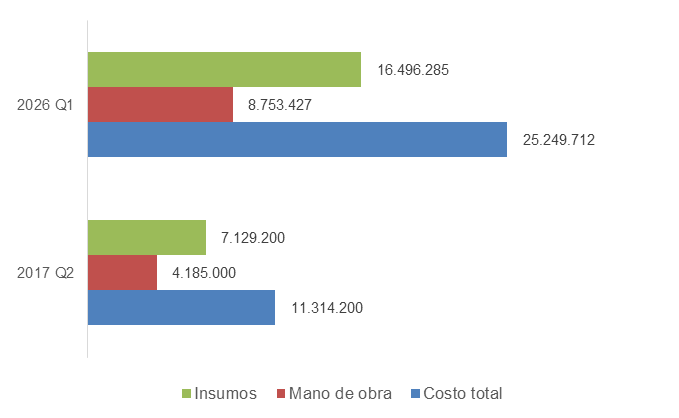 16.496.285
2026 Q1
8.753.427
25.249.712
7.129.200
2017 Q2
4.185.000
11.314.200
Insumos Mano de obra Costo total